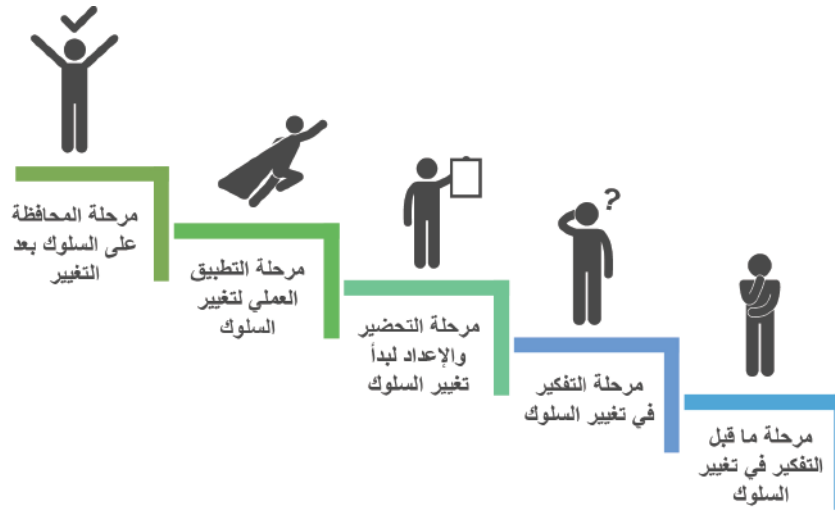 مرحلة ما قبل
التفكير في تغيير
السلوك
مرحلة التفكير
في تغيير السلوك
مرحلة التحضير
والإعداد لبدأ
تغيير السلوك
مرحلة التطبيق
العملي لتغيير
السلوك
مرحلة المحافظة
على السلوك بعد
التغيير
?